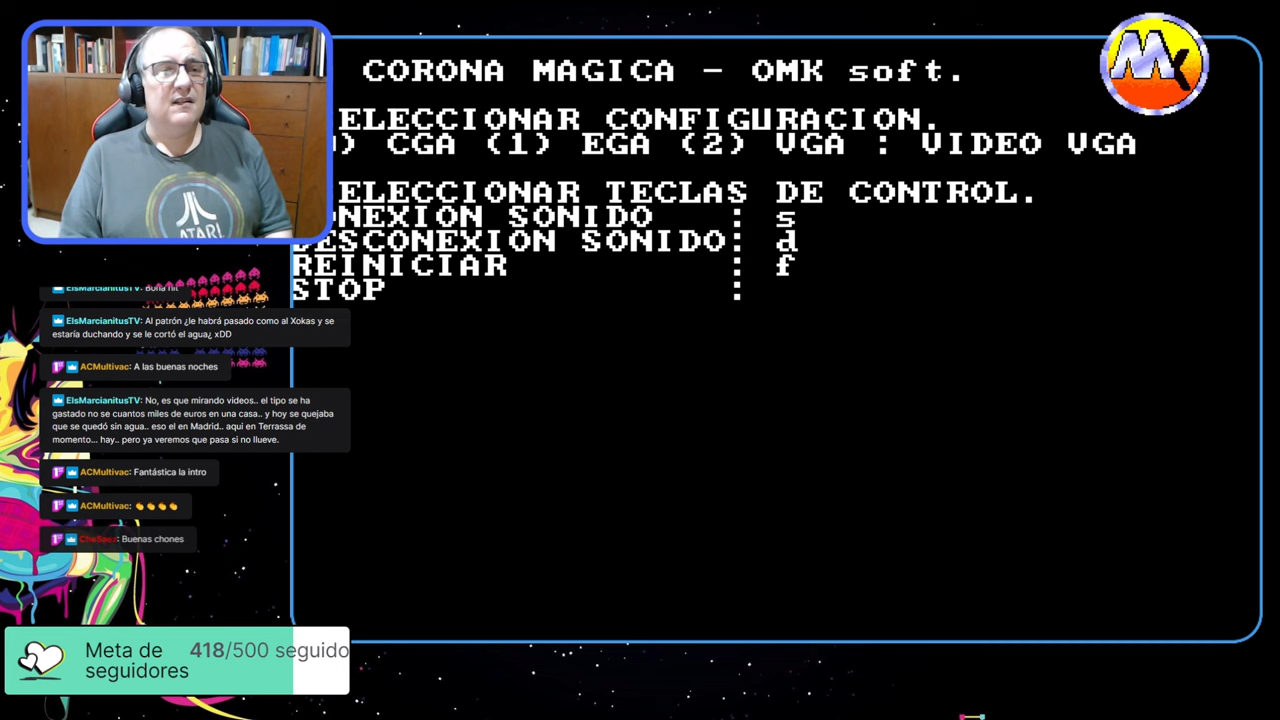 CORONA MAGICA - OMK soft.
ELECCIONAR CONFIGURACION.
) CGA (1) EGA (2) VGA : VIDEO VGA
ELECCIONAR TECLAS DE CONTROL.
ONEXION SONIDO : s
DESCONEXION SONIDO: d
REINICIAR : f
STOP :
MK
ATARI
ElsMarcianitusTV: Bona nit
ElsMarcianitusTV: Al patrón ¿le habrá pasado como al Xokas y se
estaría duchando y se le cortó el agua¿ xDD
ACMultivac: A las buenas noches
ElsMarcianitusTV: No, es que mirando videos.. el tipo se ha
gastado no se cuantos miles de euros en una casa.. y hoy se quejaba
que se quedó sin agua.. eso el en Madrid.. aqui en Terrassa de
momento... hay.. pero ya veremos que pasa si no llueve.
ACMultivac: Fantástica la intro
ACMultivac: 👏👏👏👏
: Buenas chones
Meta de
seguidores
418/500 seguido